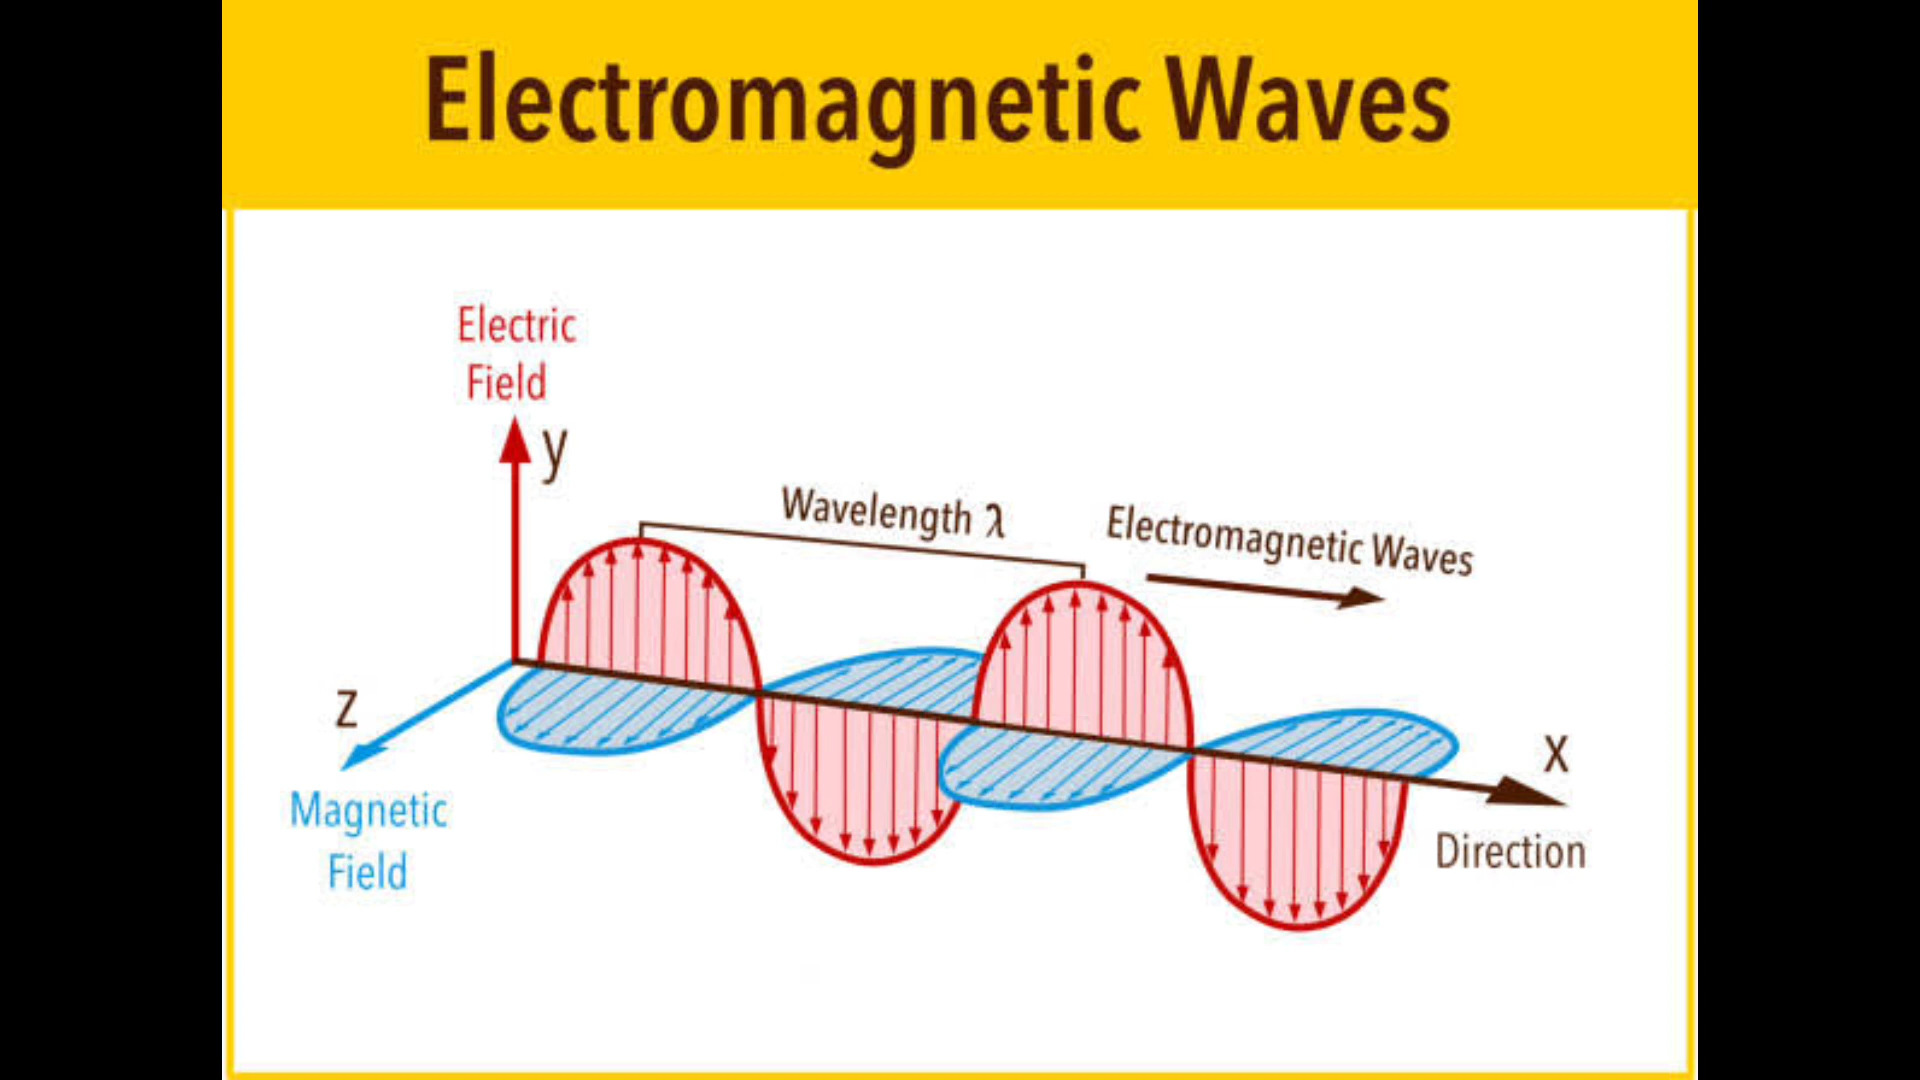 Electromagnetic Waves
Electric
Field
y
Wavelength λ
Electromagnetic Waves
z
Magnetic
Field
x
Direction